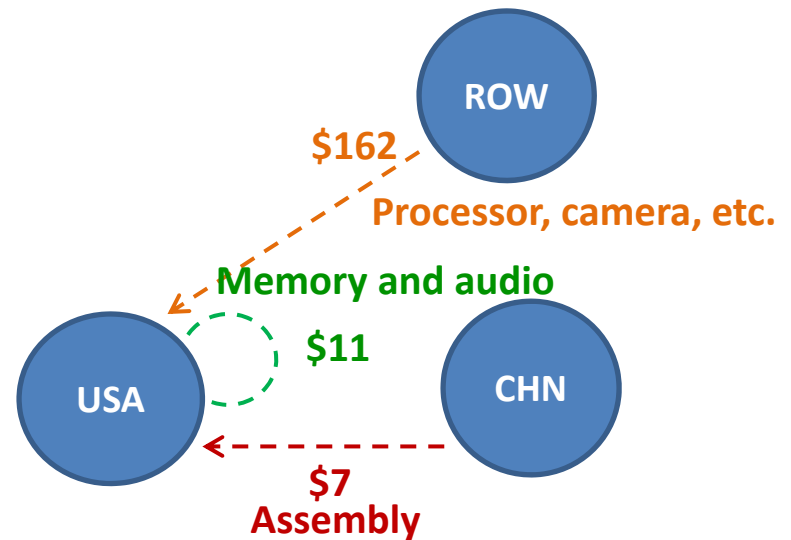 ROW
$162
Processor, camera, etc.
Memory and audio
$11
USA
CHN
$7
Assembly